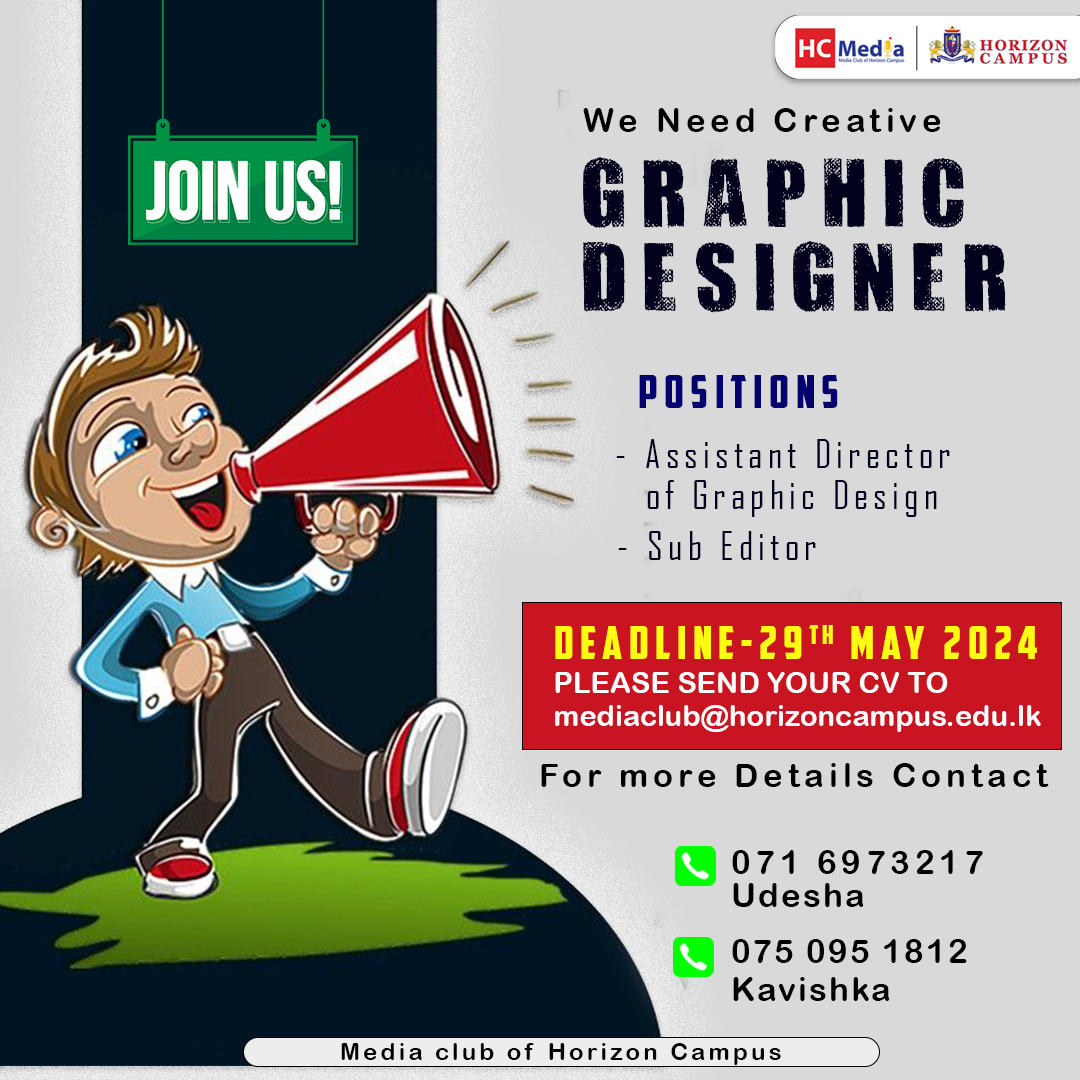 HC Media
Media Club of Horizon Campus
HORIZON
CAMPUS
JOIN US!
We Need Creative
GRAPHIC
DESIGNER
POSITIONS
- Assistant Director
of Graphic Design
- Sub Editor
DEADLINE-29TH MAY 2024
PLEASE SEND YOUR CV TO
mediaclub@horizoncampus.edu.lk
For more Details Contact
071 6973217
Udesha
075 095 1812
Kavishka
Media club of Horizon Campus